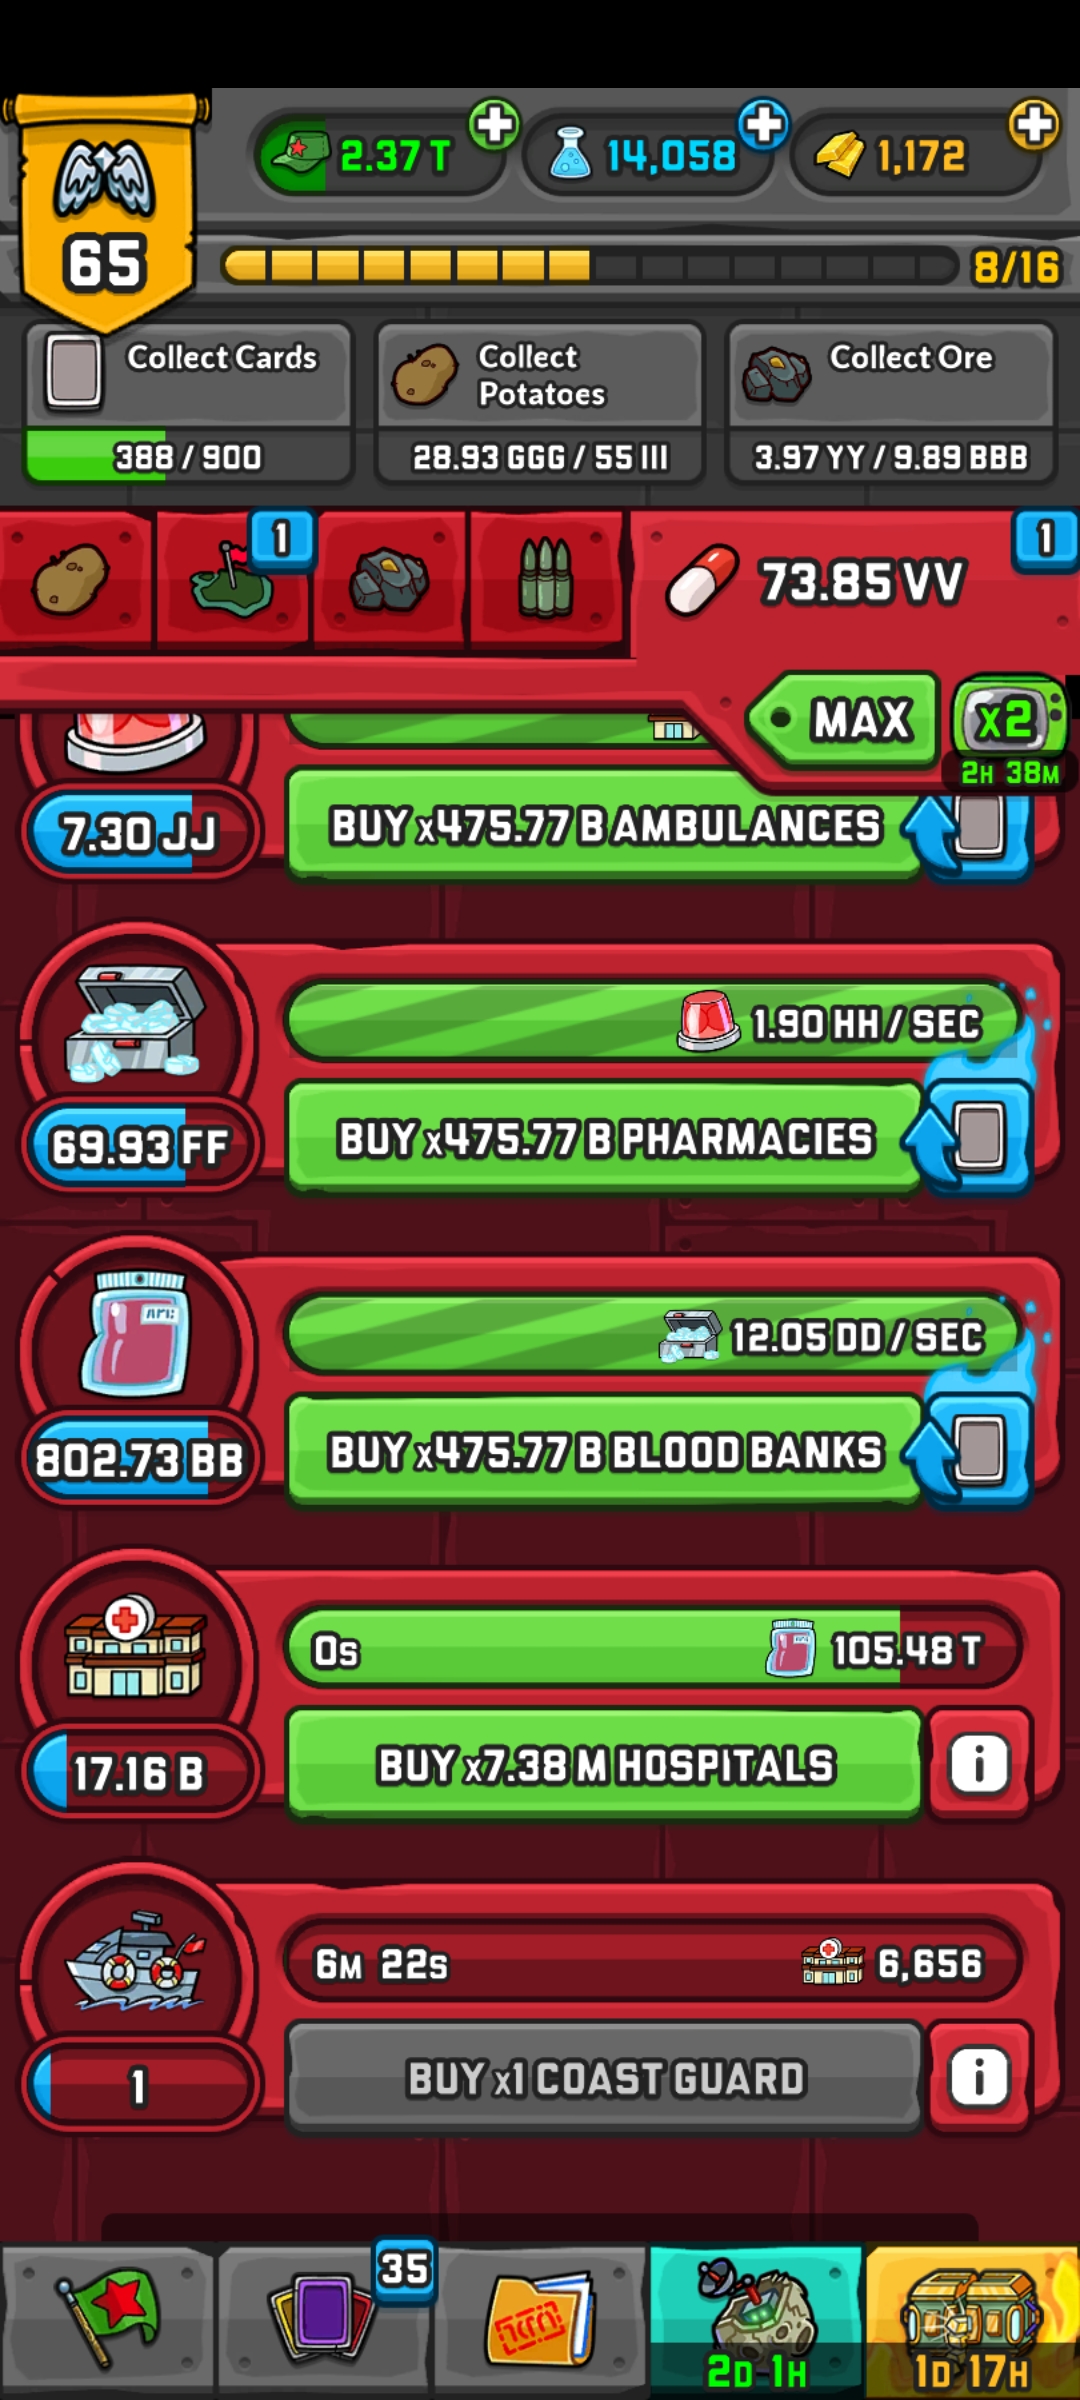 2.37 T
14,058
1,172
65
8/16
Collect Cards
388 / 900
Collect
Potatoes
28.93 GGG / 55 III
Collect Ore
3.97 YY / 9.89 BBB
1
73.85 VV
1
MAX
x2
2H 38M
7.30 JJ
BUY x475.77 B AMBULANCES
1.90 HH / SEC
69.93 FF
BUY x475.77 B PHARMACIES
12.05 DD / SEC
802.73 BB
BUY x475.77 B BLOOD BANKS
0s
105.48 T
17.16 B
BUY x7.38 M HOSPITALS
i
6M 22s
6,656
1
BUY x1 COAST GUARD
i
35
2D 1H
1D 17H